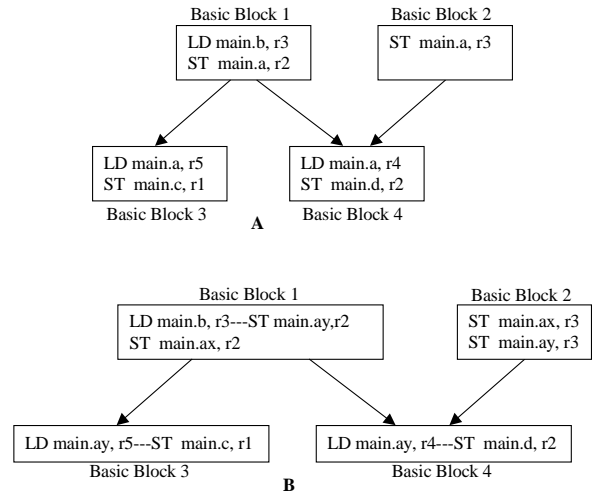 Basic Block 1
LD main.b, r3
ST main.a, r2
Basic Block 2
ST main.a, r3
LD main.a, r5
ST main.c, r1
Basic Block 3
LD main.a, r4
ST main.d, r2
Basic Block 4
A
Basic Block 1
LD main.b, r3---ST main.ay,r2
ST main.ax, r2
Basic Block 2
ST main.ax, r3
ST main.ay, r3
LD main.ay, r5---ST main.c, r1
Basic Block 3
LD main.ay, r4---ST main.d, r2
Basic Block 4
B